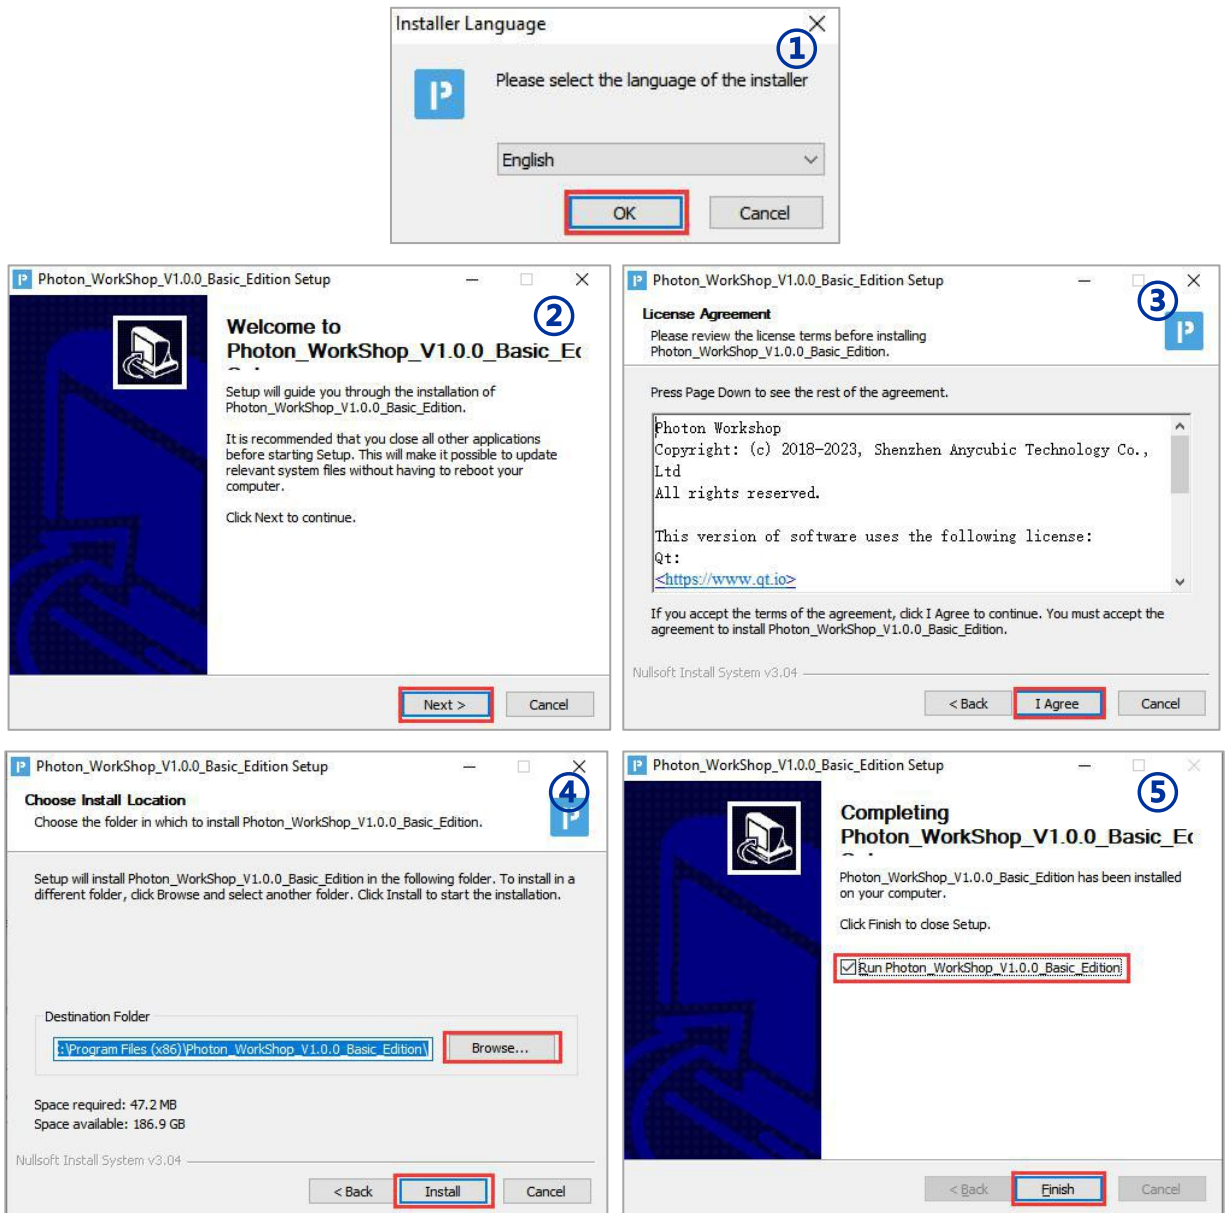 Installer Language
①
Please select the language of the installer
English
OK
Cancel
Photon_WorkShop_V1.0.0_Basic_Edition Setup
②
Welcome to
Photon_WorkShop_V1.0.0_Basic_
Setup will guide you through the installation of
Photon_WorkShop_V1.0.0_Basic_Edition.
It is recommended that you close all other applications
before starting Setup. This will make it possible to update
relevant system files without having to reboot your
computer.
Click Next to continue.
Next >
Cancel
Photon_WorkShop_V1.0.0_Basic_Edition Setup
③
License Agreement
Please review the license terms before installing
Photon_WorkShop_V1.0.0_Basic_Edition.
Press Page Down to see the rest of the agreement.
Photon Workshop
Copyright: (c) 2018-2023, Shenzhen Anycubic Technology Co.,
Ltd
All rights reserved.
This version of software uses the following license:
Qt:
<https://www.qt.io>
If you accept the terms of the agreement, click I Agree to continue. You must accept the
agreement to install Photon_WorkShop_V1.0.0_Basic_Edition.
Nullsoft Install System v3.04
< Back
I Agree
Cancel
Photon_WorkShop_V1.0.0_Basic_Edition Setup
④
Choose Install Location
Choose the folder in which to install Photon_WorkShop_V1.0.0_Basic_Edition.
Setup will install Photon_WorkShop_V1.0.0_Basic_Edition in the following folder. To install in a
different folder, click Browse and select another folder. Click Install to start the installation.
Destination Folder
:\Program Files (x86)\Photon_WorkShop_V1.0.0_Basic_Edition\
Browse...
Space required: 47.2 MB
Space available: 186.9 GB
Nullsoft Install System v3.04
< Back
Install
Cancel
Photon_WorkShop_V1.0.0_Basic_Edition Setup
⑤
Completing
Photon_WorkShop_V1.0.0_Basic_
Photon_WorkShop_V1.0.0_Basic_Edition has been installed
on your computer.
Click Finish to close Setup.
Run Photon_WorkShop_V1.0.0_Basic_Edition
< Back
Finish
Cancel